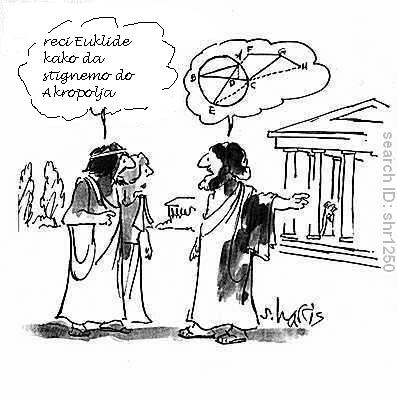 reci Euklide
kako da
stignemo do
Akropolja
F
G
A
B
D
C
H
E
s.harris
search ID: shr1250